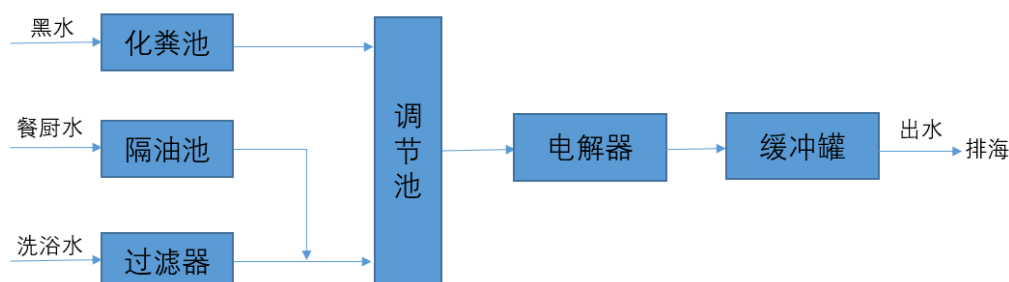 黑水
化粪池
餐厨水
隔油池
洗浴水
过滤器
调节池
电解器
缓冲罐
出水
排海